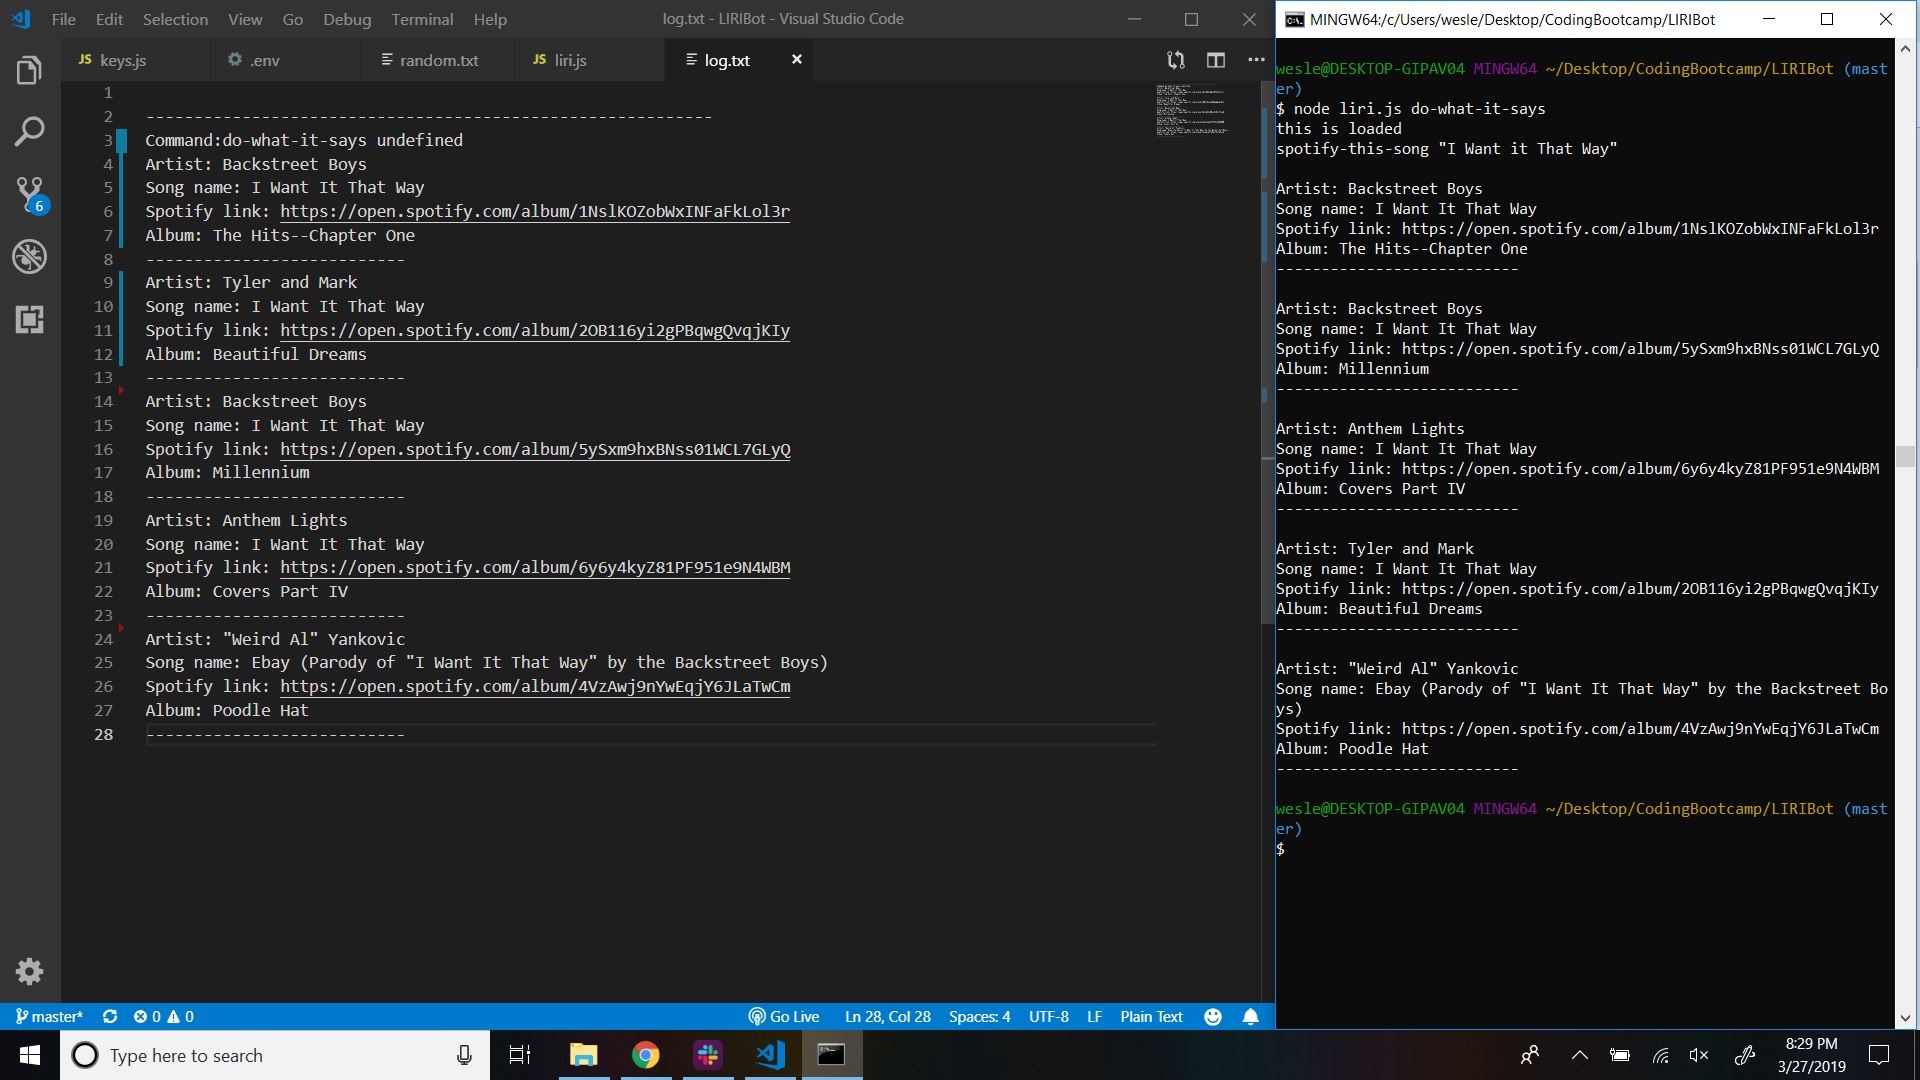 File Edit Selection View Go Debug Terminal Help
log.txt - LIRIBot - Visual Studio Code
keys.js
.env
random.txt
JS liri.js
log.txt
1
2 -----------------------------------------------------------
3 Command:do-what-it-says undefined
4 Artist: Backstreet Boys
5 Song name: I Want It That Way
6 Spotify link: https://open.spotify.com/album/1NslKOZobWxINFaFkLol3r
7 Album: The Hits--Chapter One
8 ---------------------------
9 Artist: Tyler and Mark
10 Song name: I Want It That Way
11 Spotify link: https://open.spotify.com/album/2OB116yi2gPBqwgQvqjKIy
12 Album: Beautiful Dreams
13 ---------------------------
14 Artist: Backstreet Boys
15 Song name: I Want It That Way
16 Spotify link: https://open.spotify.com/album/5ySxm9hxBNss01WCL7GLyQ
17 Album: Millennium
18 ---------------------------
19 Artist: Anthem Lights
20 Song name: I Want It That Way
21 Spotify link: https://open.spotify.com/album/6y6y4kyZ81PF951e9N4WBM
22 Album: Covers Part IV
23 ---------------------------
24 Artist: "Weird Al" Yankovic
25 Song name: Ebay (Parody of "I Want It That Way" by the Backstreet Boys)
26 Spotify link: https://open.spotify.com/album/4VzAwj9nYwEqjY6JLaTwCm
27 Album: Poodle Hat
28 ---------------------------
6
master* 0 0
Go Live Ln 28, Col 28 Spaces: 4 UTF-8 LF Plain Text
MINGW64:/c/Users/wesle/Desktop/CodingBootcamp/LIRIBot
wesle@DESKTOP-GIPAV04 MINGW64 ~/Desktop/CodingBootcamp/LIRIBot (mast
er)
$ node liri.js do-what-it-says
this is loaded
spotify-this-song "I Want it That Way"
Artist: Backstreet Boys
Song name: I Want It That Way
Spotify link: https://open.spotify.com/album/1NslKOZobWxINFaFkLol3r
Album: The Hits--Chapter One
---------------------------
Artist: Backstreet Boys
Song name: I Want It That Way
Spotify link: https://open.spotify.com/album/5ySxm9hxBNss01WCL7GLyQ
Album: Millennium
---------------------------
Artist: Anthem Lights
Song name: I Want It That Way
Spotify link: https://open.spotify.com/album/6y6y4kyZ81PF951e9N4WBM
Album: Covers Part IV
---------------------------
Artist: Tyler and Mark
Song name: I Want It That Way
Spotify link: https://open.spotify.com/album/2OB116yi2gPBqwgQvqjKIy
Album: Beautiful Dreams
---------------------------
Artist: "Weird Al" Yankovic
Song name: Ebay (Parody of "I Want It That Way" by the Backstreet Bo
ys)
Spotify link: https://open.spotify.com/album/4VzAwj9nYwEqjY6JLaTwCm
Album: Poodle Hat
---------------------------
wesle@DESKTOP-GIPAV04 MINGW64 ~/Desktop/CodingBootcamp/LIRIBot (mast
er)
$
Type here to search
8:29 PM
3/27/2019